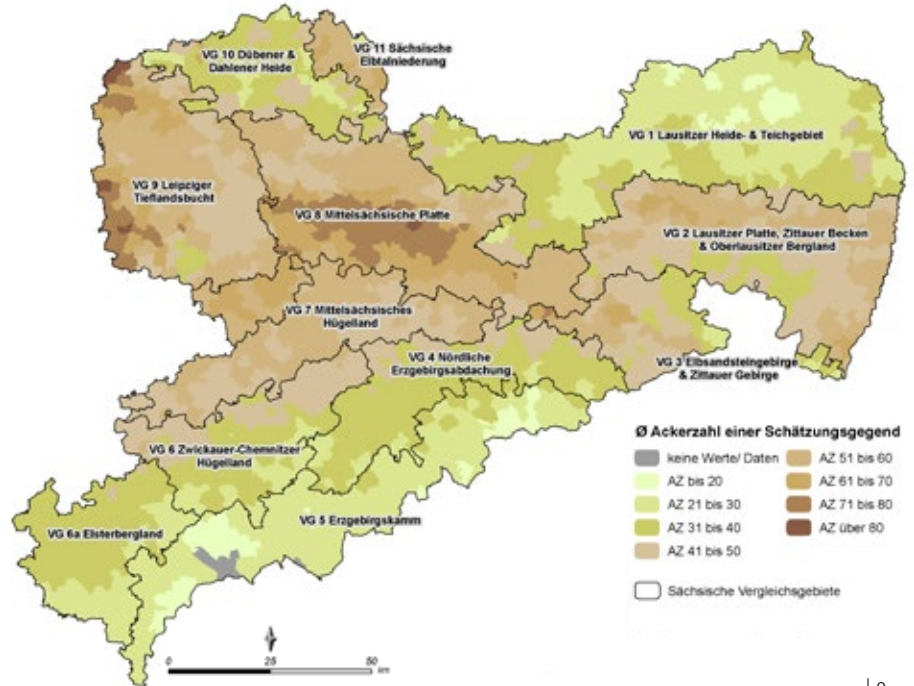 VG 10 Dübener &
Dahlener Heide
VG 11 Sächsische
Elbtalniederung
VG 1 Lausitzer Heide- & Teichgebiet
VG 9 Leipziger
Tieflandsbucht
VG 8 Mittelsächsische Platte
VG 2 Lausitzer Platte, Zittauer Becken
& Oberlausitzer Bergland
VG 7 Mittelsächsisches
Hügelland
VG 4 Nördliche
Erzgebirgsabdachung
VG 3 Elbsandsteingebirge
& Zittauer Gebirge
VG 6 Zwickauer-Chemnitzer
Hügelland
VG 5 Erzgebirgskamm
VG 6a Elsterbergland
Ø Ackerzahl einer Schätzungsgegend
keine Werte/ Daten
AZ bis 20
AZ 21 bis 30
AZ 31 bis 40
AZ 41 bis 50
AZ 51 bis 60
AZ 61 bis 70
AZ 71 bis 80
AZ über 80
Sächsische Vergleichsgebiete
0 25 50
km